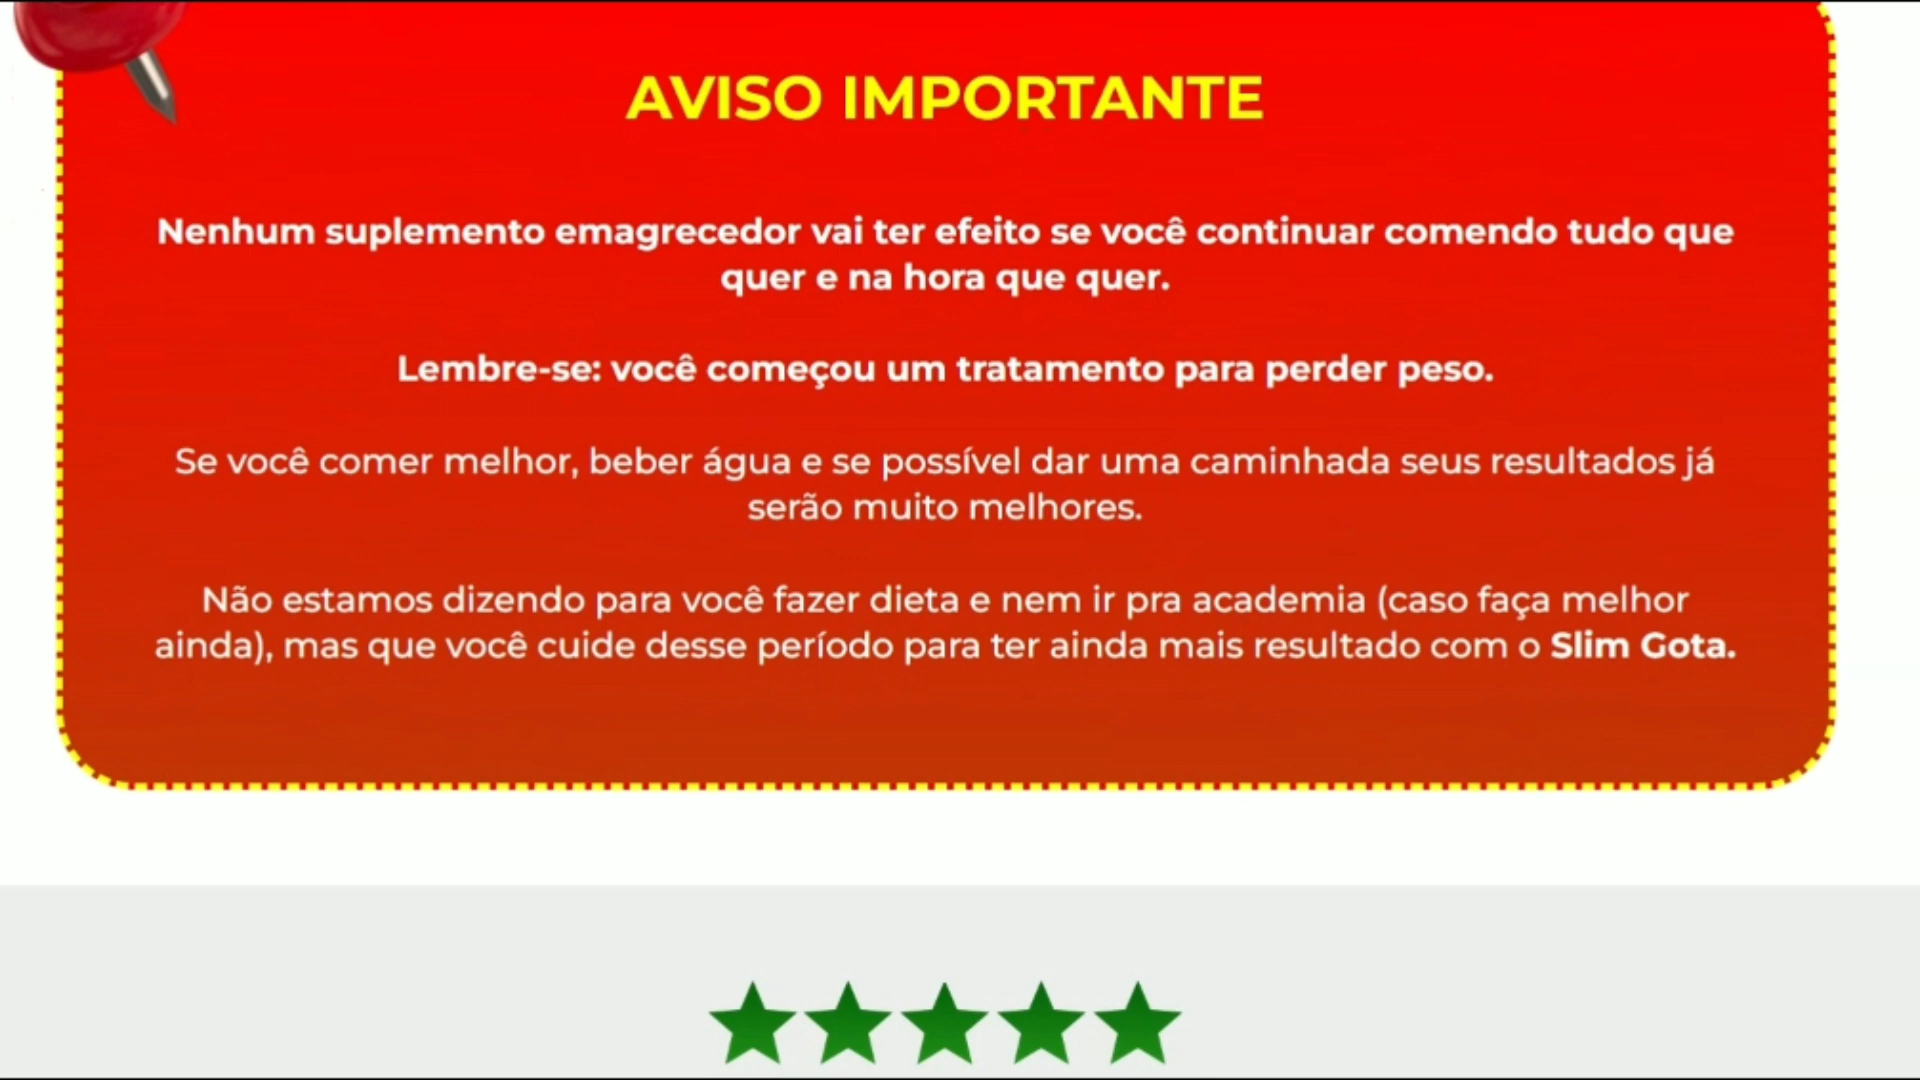 AVISO IMPORTANTE
Nenhum suplemento emagrecedor vai ter efeito se você continuar comendo tudo que
quer e na hora que quer.
Lembre-se: você começou um tratamento para perder peso.
Se você comer melhor, beber água e se possível dar uma caminhada seus resultados já
serão muito melhores.
Não estamos dizendo para você fazer dieta e nem ir pra academia (caso faça melhor
ainda), mas que você cuide desse período para ter ainda mais resultado com o Slim Gota.